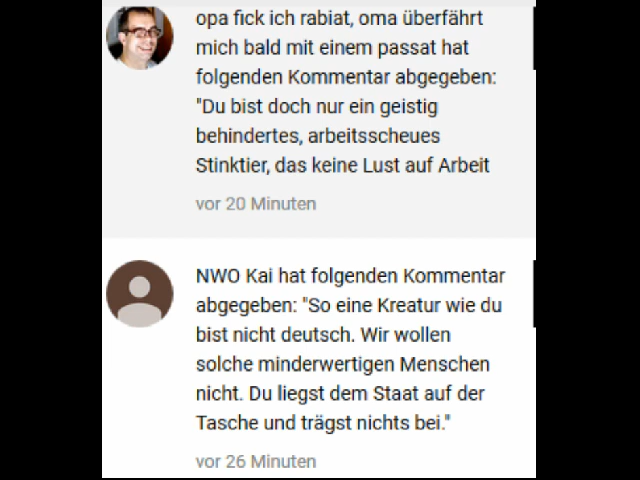 opa fick ich rabiat, oma überfährt
mich bald mit einem passat hat
folgenden Kommentar abgegeben:
"Du bist doch nur ein geistig
behindertes, arbeitsscheues
Stinktier, das keine Lust auf Arbeit
vor 20 Minuten
NWO Kai hat folgenden Kommentar
abgegeben: "So eine Kreatur wie du
bist nicht deutsch. Wir wollen
solche minderwertigen Menschen
nicht. Du liegst dem Staat auf der
Tasche und trägst nichts bei."
vor 26 Minuten